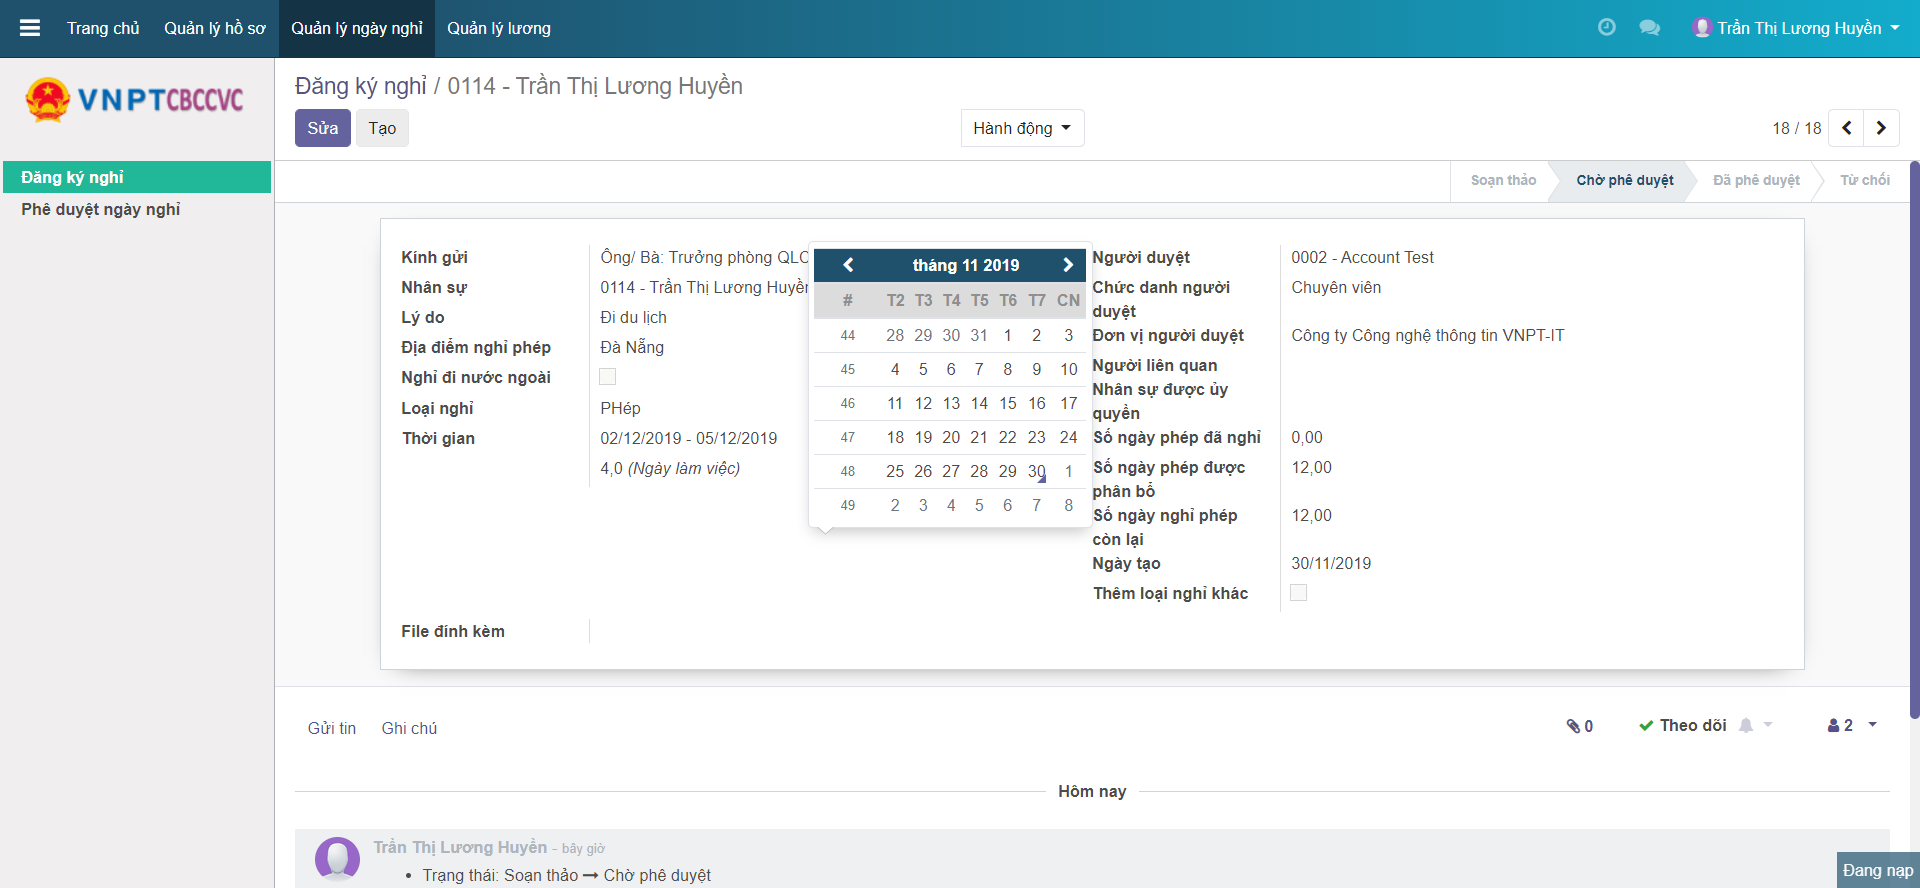 Trang chủ Quản lý hồ sơ Quản lý ngày nghỉ Quản lý lương Trần Thị Lương Huyền
VNPT CBCCVC
Đăng ký nghỉ
Phê duyệt ngày nghỉ
Đăng ký nghỉ / 0114 - Trần Thị Lương Huyền
Sửa Tạo Hành động 18 / 18
Soạn thảo Chờ phê duyệt Đã phê duyệt Từ chối
Kính gửi Ông/ Bà: Trưởng phòng QLC
Nhân sự 0114 - Trần Thị Lương Huyền
Lý do Đi du lịch
Địa điểm nghỉ phép Đà Nẵng
Nghỉ đi nước ngoài
Loại nghỉ PHép
Thời gian 02/12/2019 - 05/12/2019
4,0 (Ngày làm việc)
File đính kèm
tháng 11 2019
# T2 T3 T4 T5 T6 T7 CN
44 28 29 30 31 1 2 3
45 4 5 6 7 8 9 10
46 11 12 13 14 15 16 17
47 18 19 20 21 22 23 24
48 25 26 27 28 29 30 1
49 2 3 4 5 6 7 8
Người duyệt 0002 - Account Test
Chức danh người Chuyên viên
duyệt
Đơn vị người duyệt Công ty Công nghệ thông tin VNPT-IT
Người liên quan
Nhân sự được ủy
quyền
Số ngày phép đã nghỉ 0,00
Số ngày phép được 12,00
phân bổ
Số ngày nghỉ phép 12,00
còn lại
Ngày tạo 30/11/2019
Thêm loại nghỉ khác
Gửi tin Ghi chú 0 Theo dõi 2
Hôm nay
Trần Thị Lương Huyền - bây giờ
• Trạng thái: Soạn thảo → Chờ phê duyệt
Đang nạp